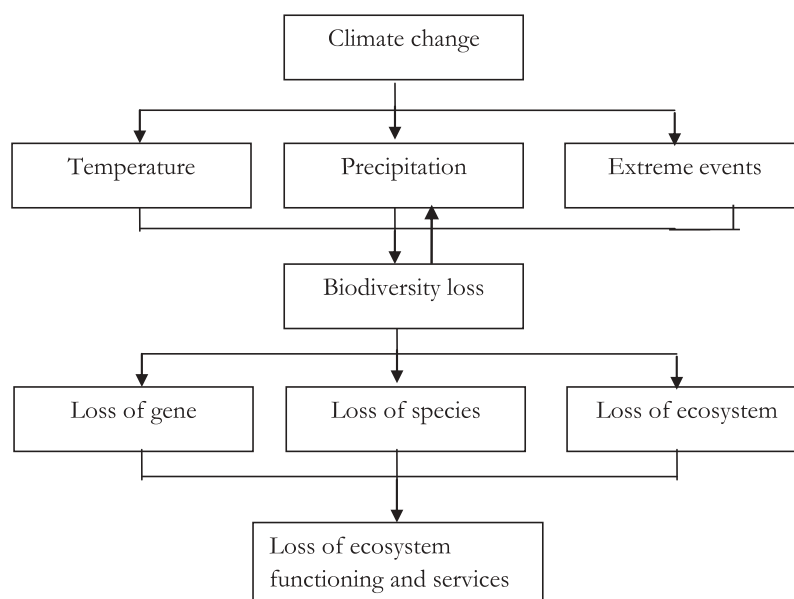 Climate change
Temperature
Precipitation
Extreme events
Biodiversity loss
Loss of gene
Loss of species
Loss of ecosystem
Loss of ecosystem
functioning and services